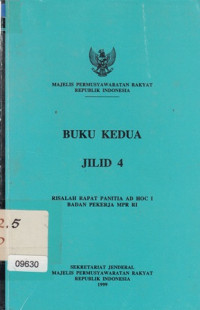 MAJELIS PERMUSYAWARATAN RAKYAT
REPUBLIK INDONESIA
BUKU KEDUA
JILID 4
RISALAH RAPAT PANITIA AD HOC I
BADAN PEKERJA MPR RI
2.5
09630
SEKRETARIAT JENDERAL
MAJELIS PERMUSYAWARATAN RAKYAT
REPUBLIK INDONESIA
1999